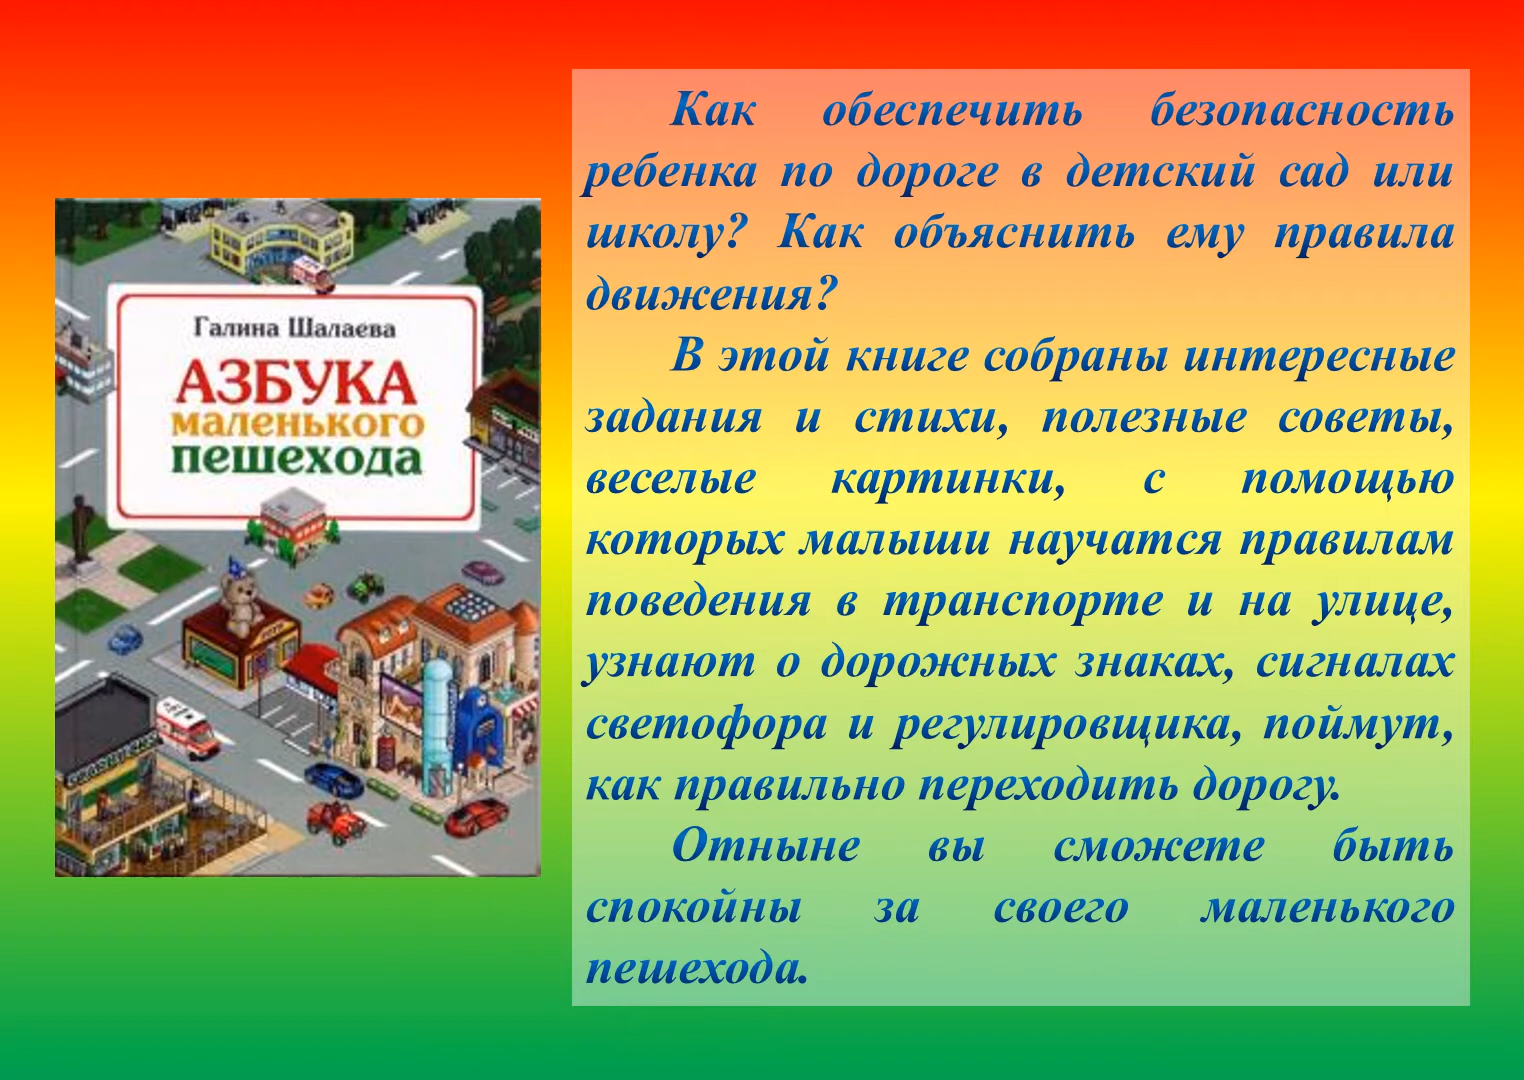 Галина Шалаева
АЗБУКА
маленького
пешехода
Как обеспечить безопасность
ребенка по дороге в детский сад или
школу? Как объяснить ему правила
движения?
В этой книге собраны интересные
задания и стихи, полезные советы,
веселые картинки, с помощью
которых малыши научатся правилам
поведения в транспорте и на улице,
узнают о дорожных знаках, сигналах
светофора и регулировщика, поймут,
как правильно переходить дорогу.
Отныне вы сможете быть
спокойны за своего маленького
пешехода.